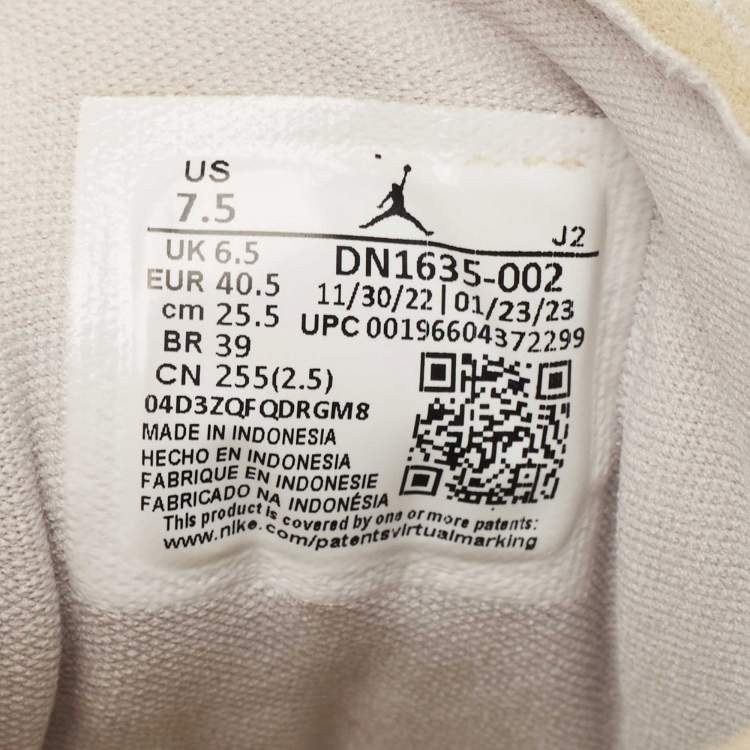 US
7.5
J2
UK 6.5
EUR 40.5
cm 25.5
BR 39
CN 255(2.5)
DN1635-002
11/30/22 | 01/23/23
UPC 00196604372299
04D3ZQFQDRGM8
MADE IN INDONESIA
HECHO EN INDONESIA
FABRIQUE EN INDONESIE
FABRICADO NA INDONÉSIA
This product is covered by one or more patents:
www.nike.com/patentsvirtualmarking